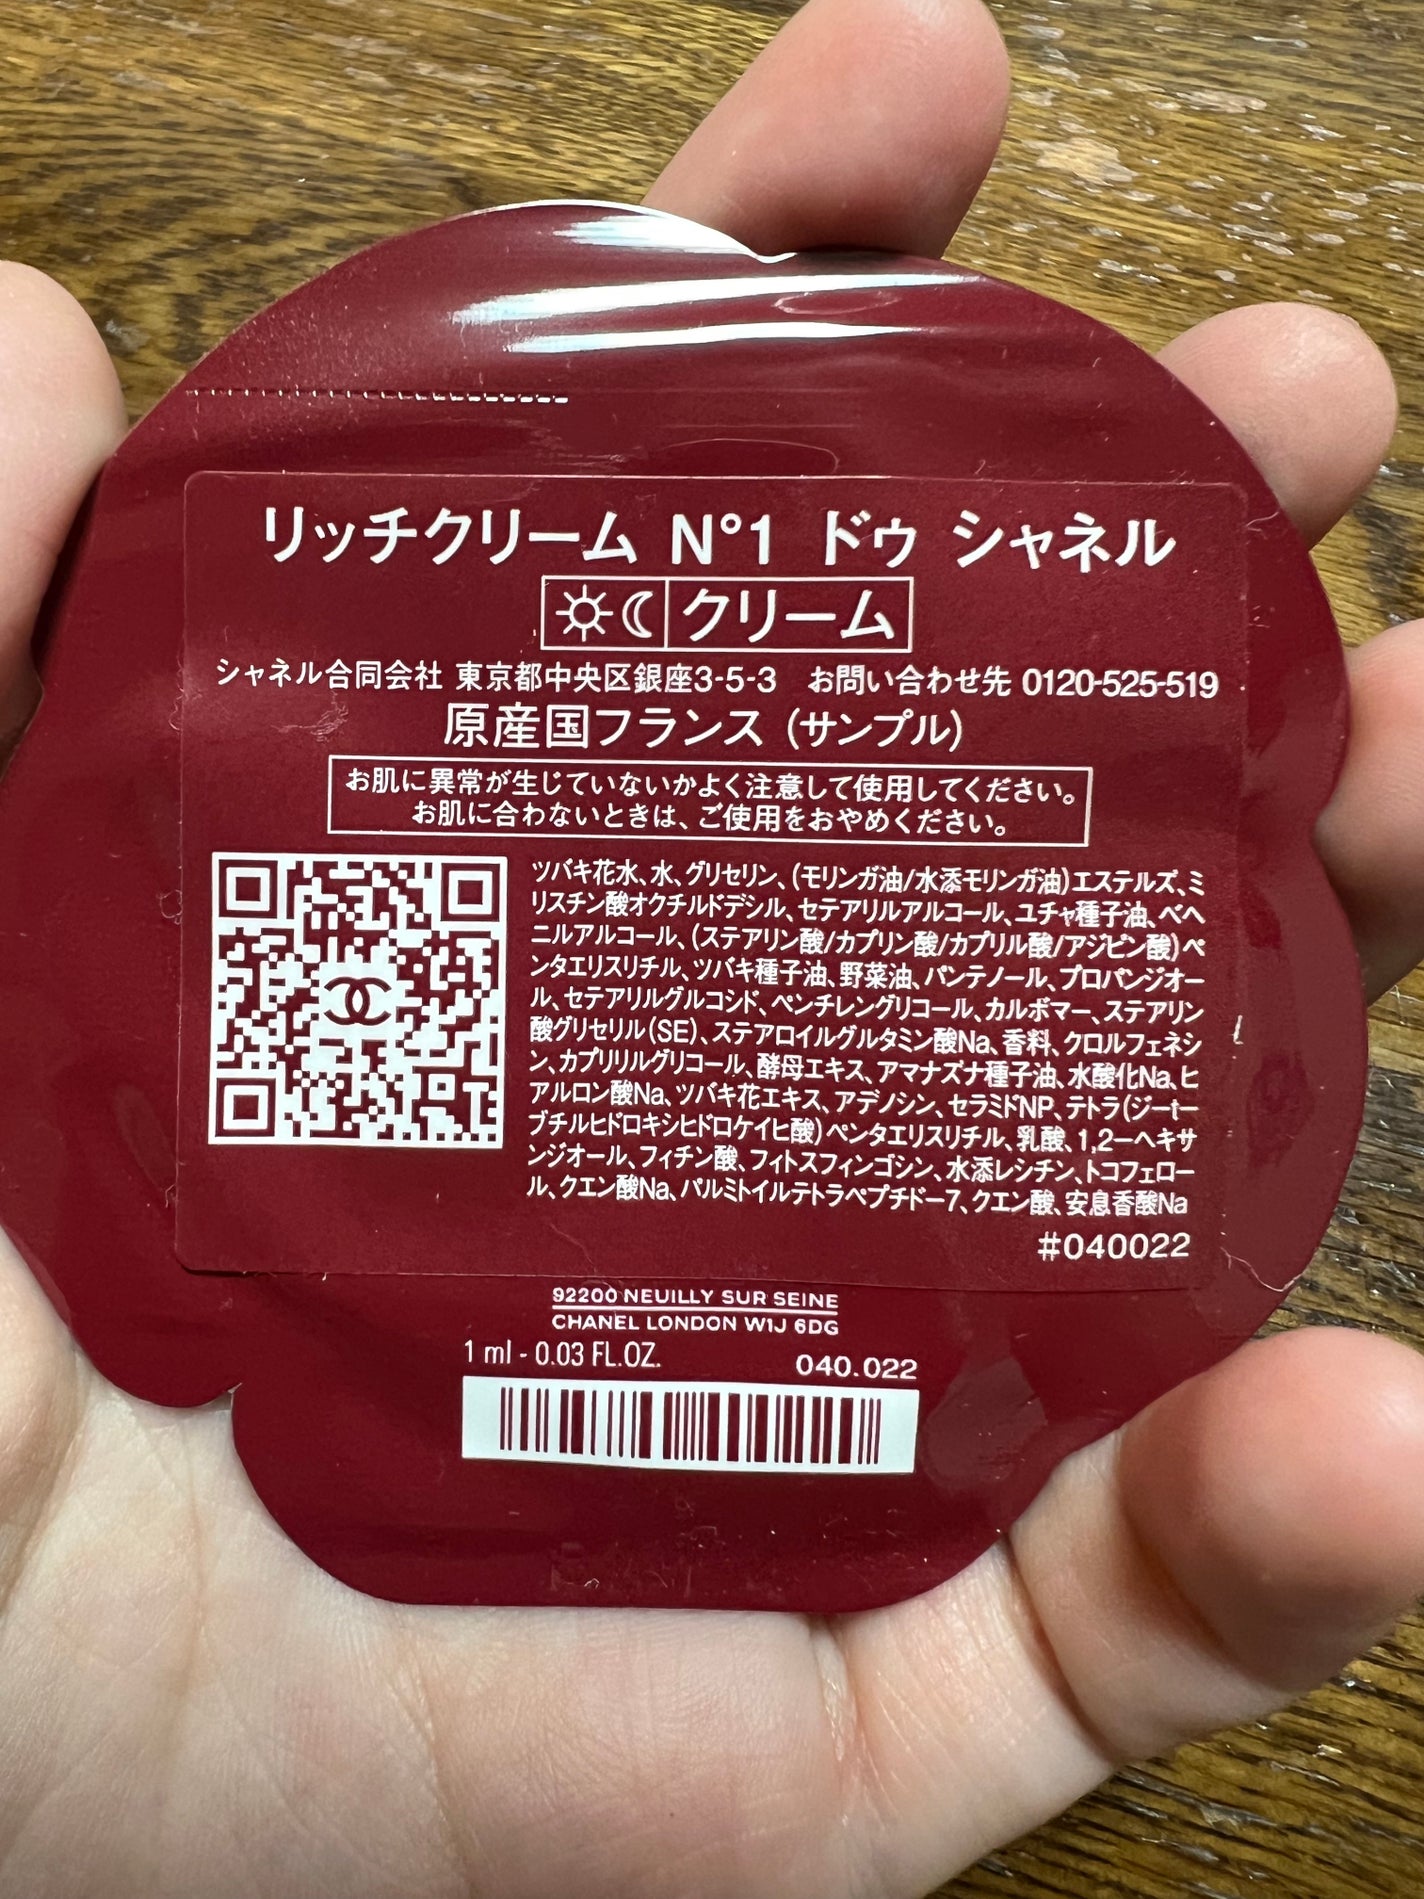 リッチクリーム N°1 ドゥ シャネル
クリーム
シャネル合同会社 東京都中央区銀座3-5-3 お問い合わせ先 0120-525-519
原産国フランス (サンプル)
お肌に異常が生じていないかよく注意して使用してください。
お肌に合わないときは、ご使用をおやめください。
ツバキ花水、水、グリセリン、(モリンガ油/水添モリンガ油)エステルズ、ミ
リスチン酸オクチルドデシル、セテアリルアルコール、ユチャ種子油、ベヘ
ニルアルコール、(ステアリン酸/カプリン酸/カプリル酸/アジピン酸)ペ
ンタエリスリチル、ツバキ種子油、野菜油、パンテノール、プロパンジオー
ル、セテアリルグルコシド、ペンチレングリコール、カルボマー、ステアリン
酸グリセリル(SE)、ステアロイルグルタミン酸Na、香料、クロルフェネシ
ン、カプリリルグリコール、酵母エキス、アマナズナ種子油、水酸化Na、ヒ
アルロン酸Na、ツバキ花エキス、アデノシン、セラミドNP、テトラ(ジーtー
ブチルヒドロキシヒドロケイヒ酸)ペンタエリスリチル、乳酸、1,2ーヘキサ
ンジオール、フィチン酸、フィトスフィンゴシン、水添レシチン、トコフェロー
ル、クエン酸Na、パルミトイルテトラペプチドー7、クエン酸、安息香酸Na
#040022
92200 NEUILLY SUR SEINE
CHANEL LONDON W1J 6DG
1 ml - 0.03 FL.OZ. 040.022